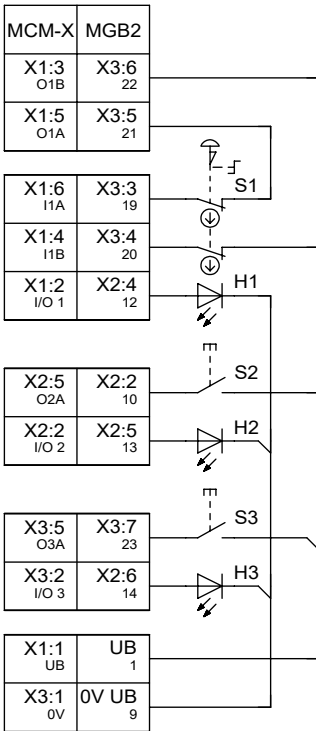 MCM-X MGB2
X1:3 X3:6
O1B 22
X1:5 X3:5
O1A 21
X1:6 X3:3 S1
I1A 19
X1:4 X3:4
I1B 20
X1:2 X2:4 H1
I/O 1 12
X2:5 X2:2 S2
O2A 10
X2:2 X2:5 H2
I/O 2 13
X3:5 X3:7 S3
O3A 23
X3:2 X2:6 H3
I/O 3 14
X1:1 UB
UB 1
X3:1 0V UB
0V 9